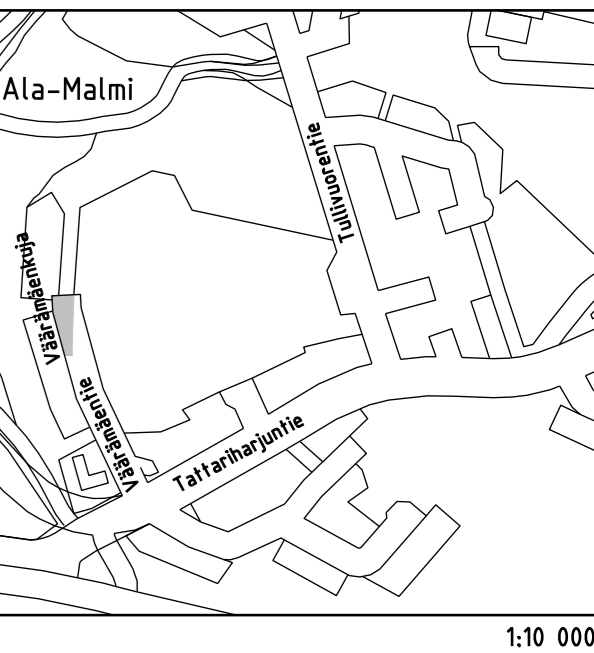 Ala-Malmi
Tullivuorentie
Väärämäenkuja
Väärämäentie
Tattariharjuntie
1:10 000